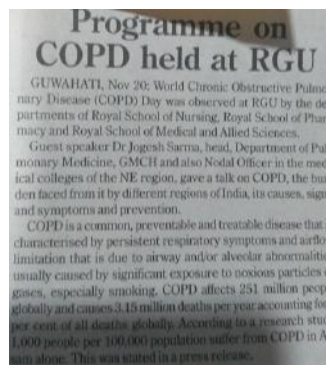 Programme on
COPD held at RGU
GUWAHATI, Nov 20: World Chronic Obstructive Pulmo
nary Disease (COPD) Day was observed at RGU by the de
partments of Royal School of Nursing, Royal School of Phar
macy and Royal School of Medical and Allied Sciences.
Guest speaker Dr Jogesh Sarma, head, Department of Pul
monary Medicine, GMCH and also Nodal Officer in the med
ical colleges of the NE region, gave a talk on COPD, the bur
den faced from it by different regions of India, its causes, sign
and symptoms and prevention.
COPD is a common, preventable and treatable disease that
characterised by persistent respiratory symptoms and airflo
limitation that is due to airway and/or alveolar abnormalitie
usually caused by significant exposure to noxious particles
gases, especially smoking. COPD affects 251 million peop
globally and causes 3.15 million deaths per year accounting for
per cent of all deaths globally. According to a research stud
1,000 people per 100,000 population suffer from COPD in A
sam alone. This was stated in a press release.